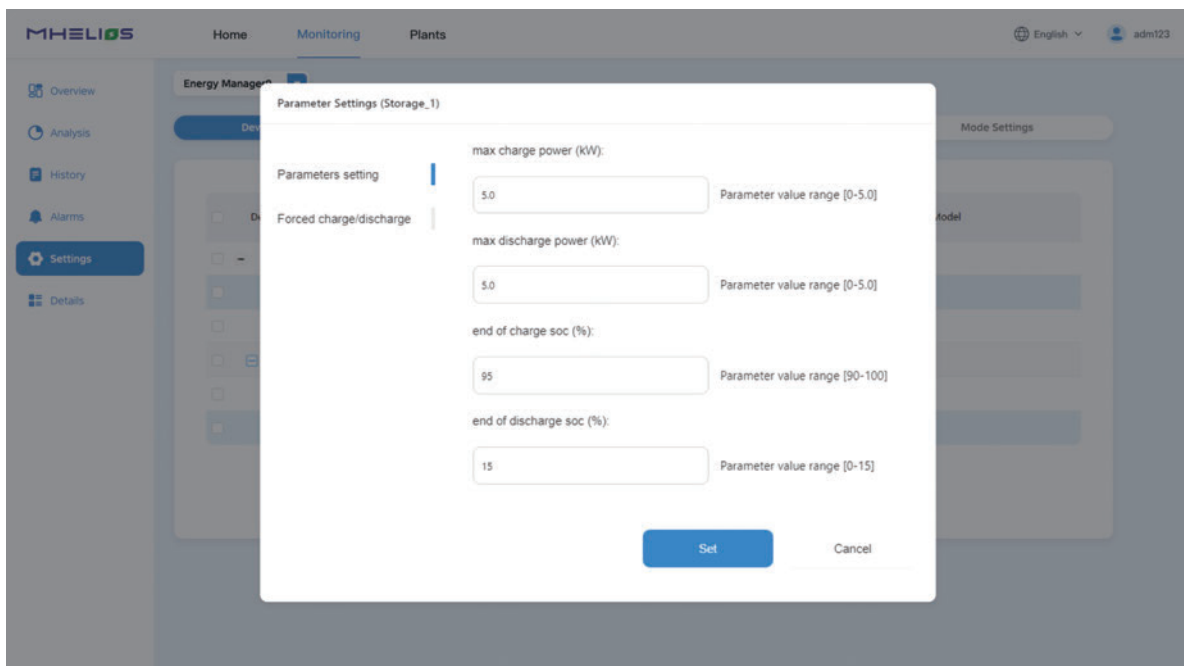 MHELIOS
Home
Monitoring
Plants
English
adm123
Overview
Analysis
History
Alarms
Settings
Details
Energy
Mode Settings
Parameter Settings (Storage_1)
Parameters setting
Forced charge/discharge
max charge power (kW):
5.0
Parameter value range [0-5.0]
max discharge power (kW):
5.0
Parameter value range [0-5.0]
end of charge soc (%):
95
Parameter value range [90-100]
end of discharge soc (%):
15
Parameter value range [0-15]
Set
Cancel